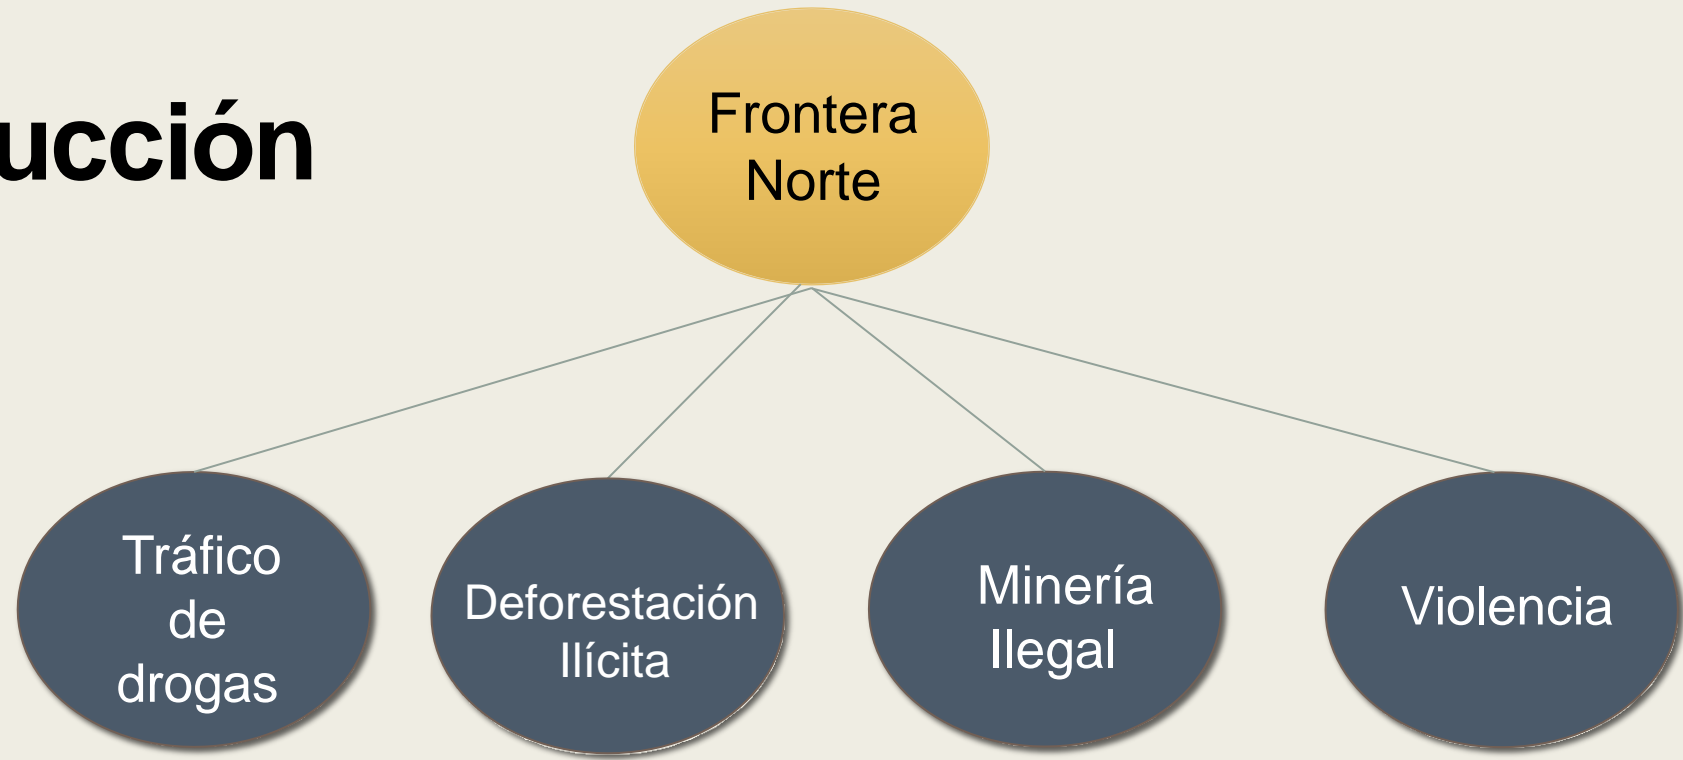 ucción
Frontera
Norte
Tráfico
de
drogas
Deforestación
Ilícita
Minería
Ilegal
Violencia